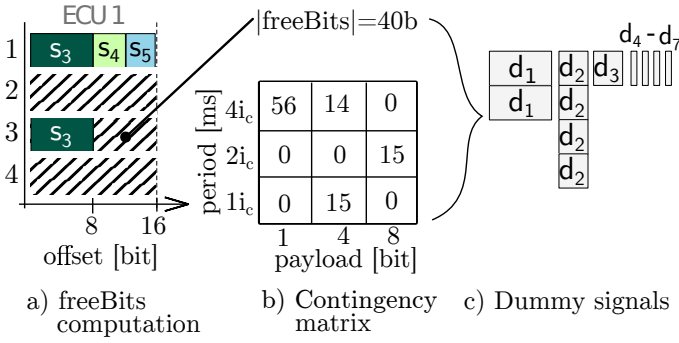 ECU 1
1 s3 s4 s5
2
3 s3
4
8 16
offset [bit]
a) freeBits
computation
|freeBits|=40b
period [ms]
4ic 56 14 0
2ic 0 0 15
1ic 0 15 0
1 4 8
payload [bit]
b) Contingency
matrix
d4 - d7
d1 d2 d3
d1 d2
d2
d2
c) Dummy signals